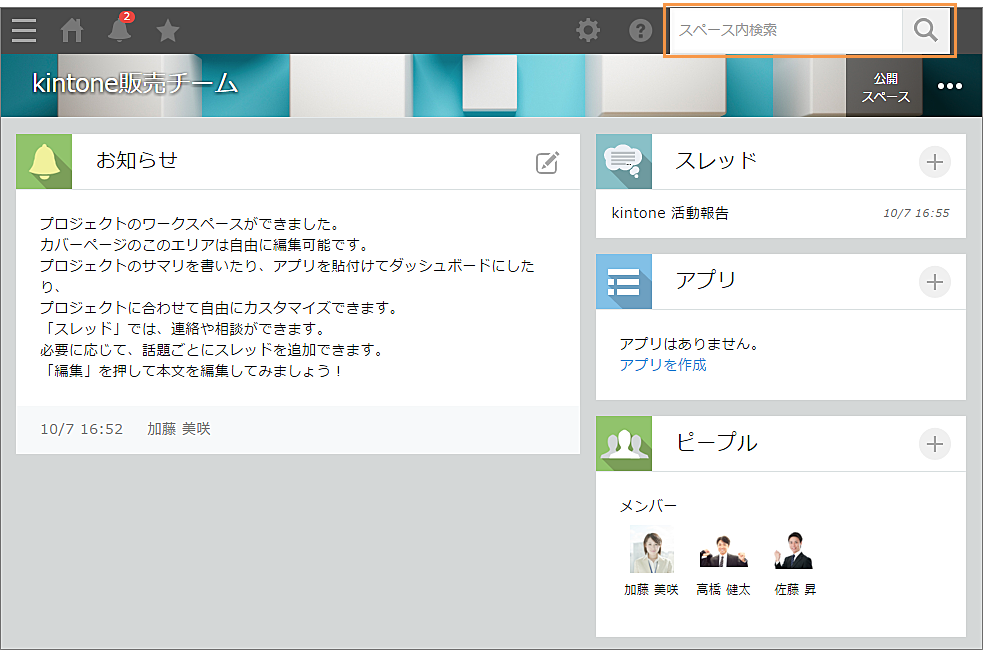 2
スペース内検索
kintone販売チーム
公開
スペース
お知らせ
プロジェクトのワークスペースができました。
カバーページのこのエリアは自由に編集可能です。
プロジェクトのサマリを書いたり、アプリを貼付けてダッシュボードにした
り、
プロジェクトに合わせて自由にカスタマイズできます。
「スレッド」では、連絡や相談ができます。
必要に応じて、話題ごとにスレッドを追加できます。
「編集」を押して本文を編集してみましょう！
10/7 16:52 加藤 美咲
スレッド
kintone 活動報告 10/7 16:55
アプリ
アプリはありません。
アプリを作成
ピープル
メンバー
加藤 美咲 高橋 健太 佐藤 昇